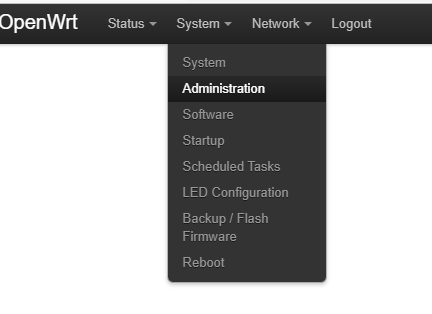 OpenWrt Status System Network Logout
System
Administration
Software
Startup
Scheduled Tasks
LED Configuration
Backup / Flash
Firmware
Reboot